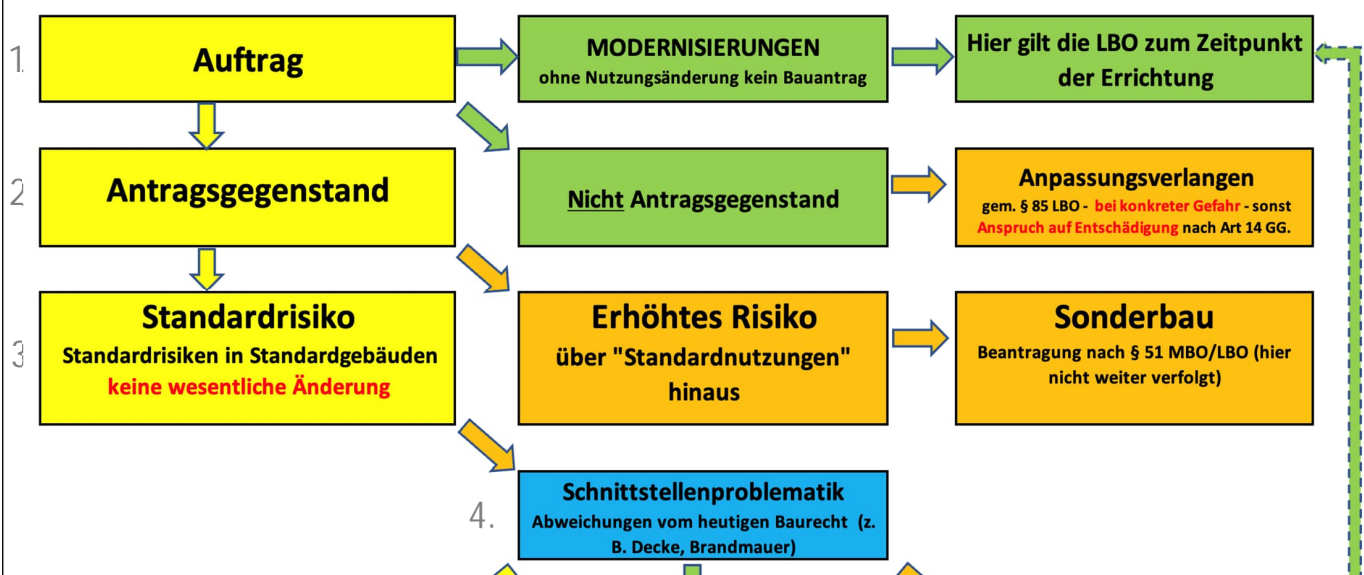 1.
Auftrag
MODERNISIERUNGEN
ohne Nutzungsänderung kein Bauantrag
Hier gilt die LBO zum Zeitpunkt
der Errichtung
2
Antragsgegenstand
Nicht Antragsgegenstand
Anpassungsverlangen
gem. § 85 LBO - bei konkreter Gefahr - sonst
Anspruch auf Entschädigung nach Art 14 GG.
3
Standardrisiko
Standardrisiken in Standardgebäuden
keine wesentliche Änderung
Erhöhtes Risiko
über "Standardnutzungen"
hinaus
Sonderbau
Beantragung nach § 51 MBO/LBO (hier
nicht weiter verfolgt)
4.
Schnittstellenproblematik
Abweichungen vom heutigen Baurecht (z.
B. Decke, Brandmauer)